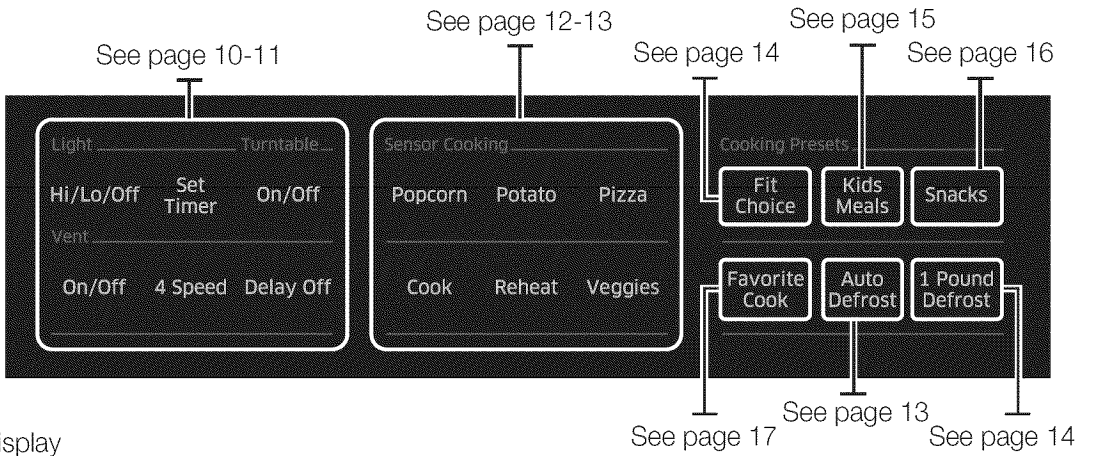 See page 12-13
See page 15
See page 10-11
See page 14
See page 16
Light
Turntable
Sensor Cooking
Cooking Presets
Hi/Lo/Off
Set
Timer
On/Off
Popcorn
Potato
Pizza
Fit
Choice
Kids
Meals
Snacks
Vent
On/Off
4 Speed
Delay Off
Cook
Reheat
Veggies
Favorite
Cook
Auto
Defrost
1 Pound
Defrost
See page 13
See page 17
See page 14
isplay